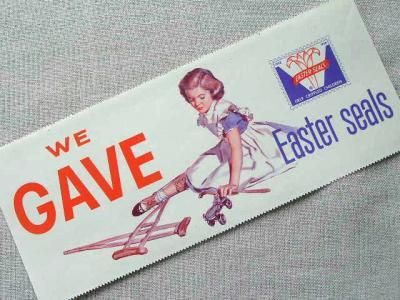 WE
GAVE
Easter seals
EASTER SEALS
HELP CRIPPLED CHILDREN